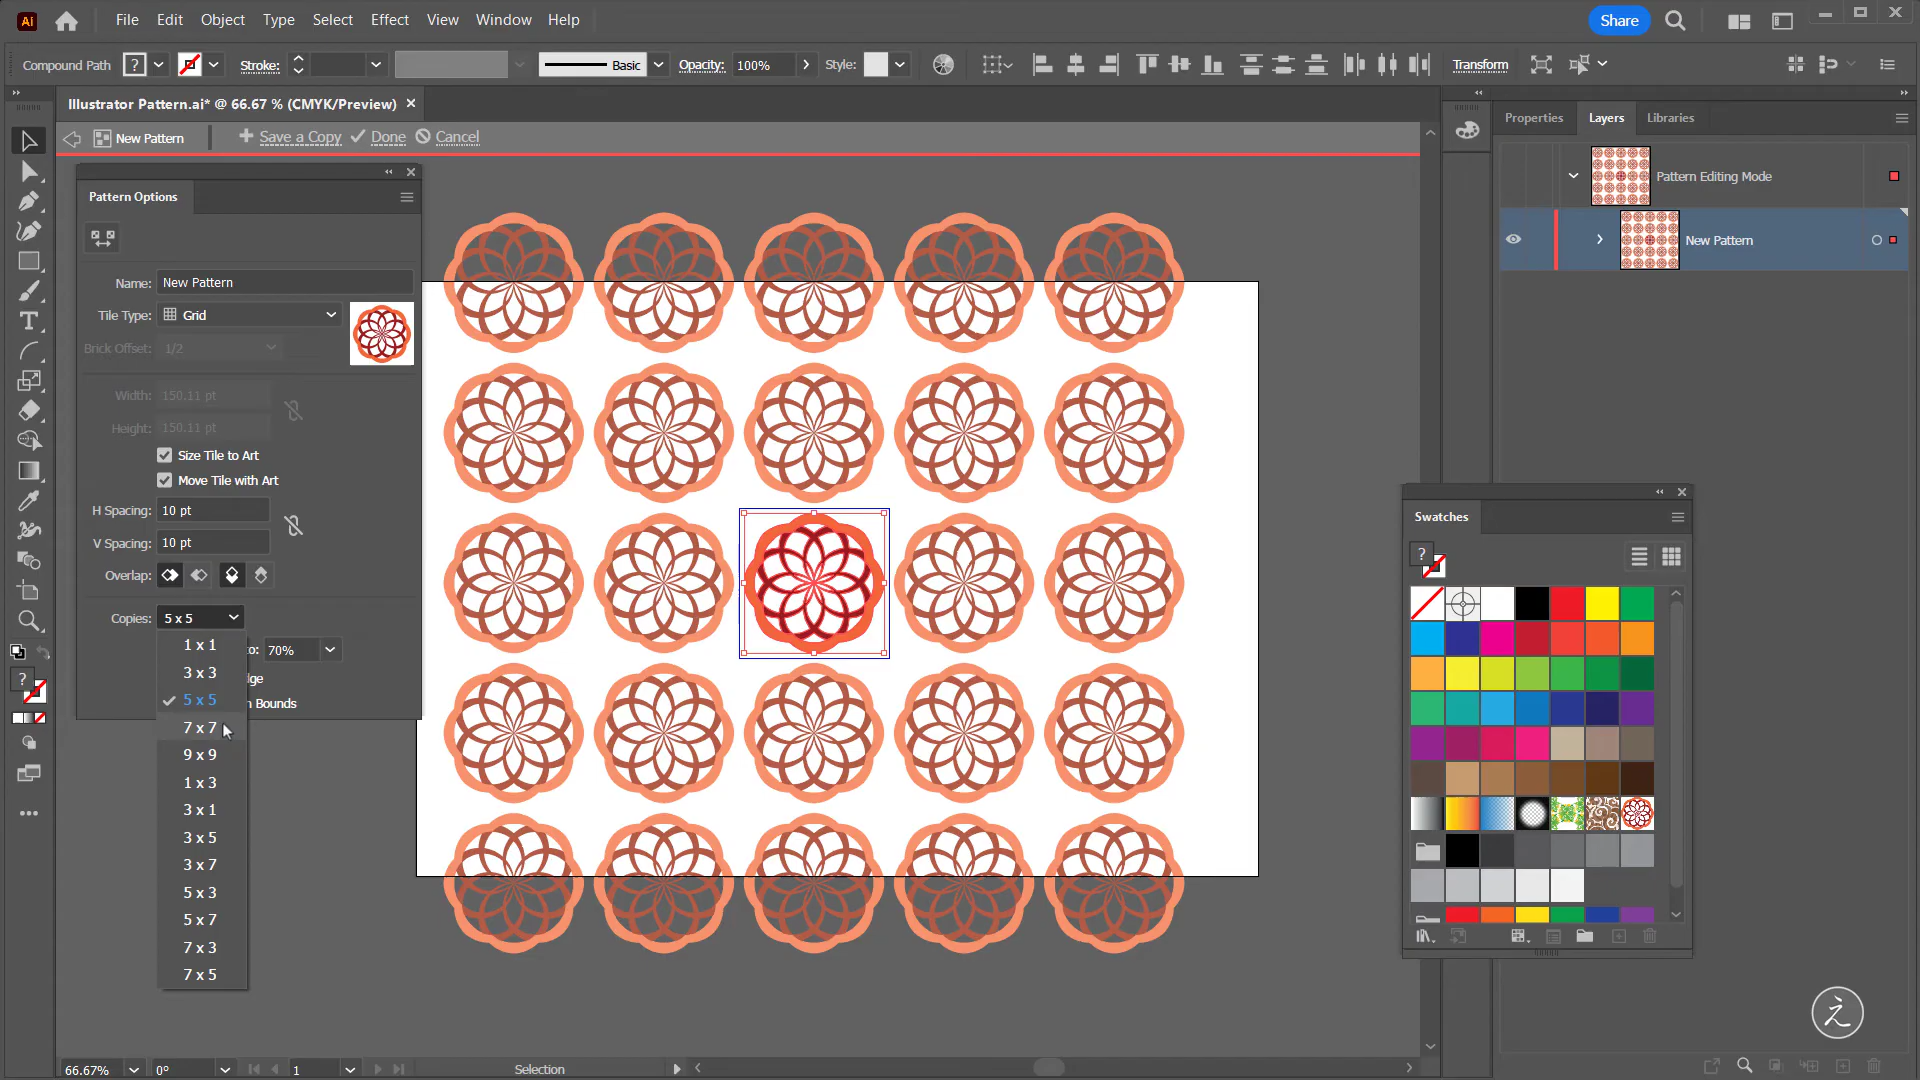 Ai File Edit Object Type Select Effect View Window Help Share
Compound Path ? Stroke: Basic Opacity: 100% Style: Transform
Illustrator Pattern.ai* @ 66.67 % (CMYK/Preview)
New Pattern Save a Copy Done Cancel
Pattern Options
Name: New Pattern
Tile Type: Grid
Brick Offset: 1/2
Width: 150.11 pt
Height: 150.11 pt
Size Tile to Art
Move Tile with Art
H Spacing: 10 pt
V Spacing: 10 pt
Overlap:
Copies: 5 x 5
1 x 1
o: 70%
3 x 3
dge
5 x 5
n Bounds
7 x 7
9 x 9
1 x 3
3 x 1
3 x 5
3 x 7
5 x 3
5 x 7
7 x 3
7 x 5
?
66.67% 0° 1 Selection
Properties Layers Libraries
Pattern Editing Mode
New Pattern
Swatches
?
之